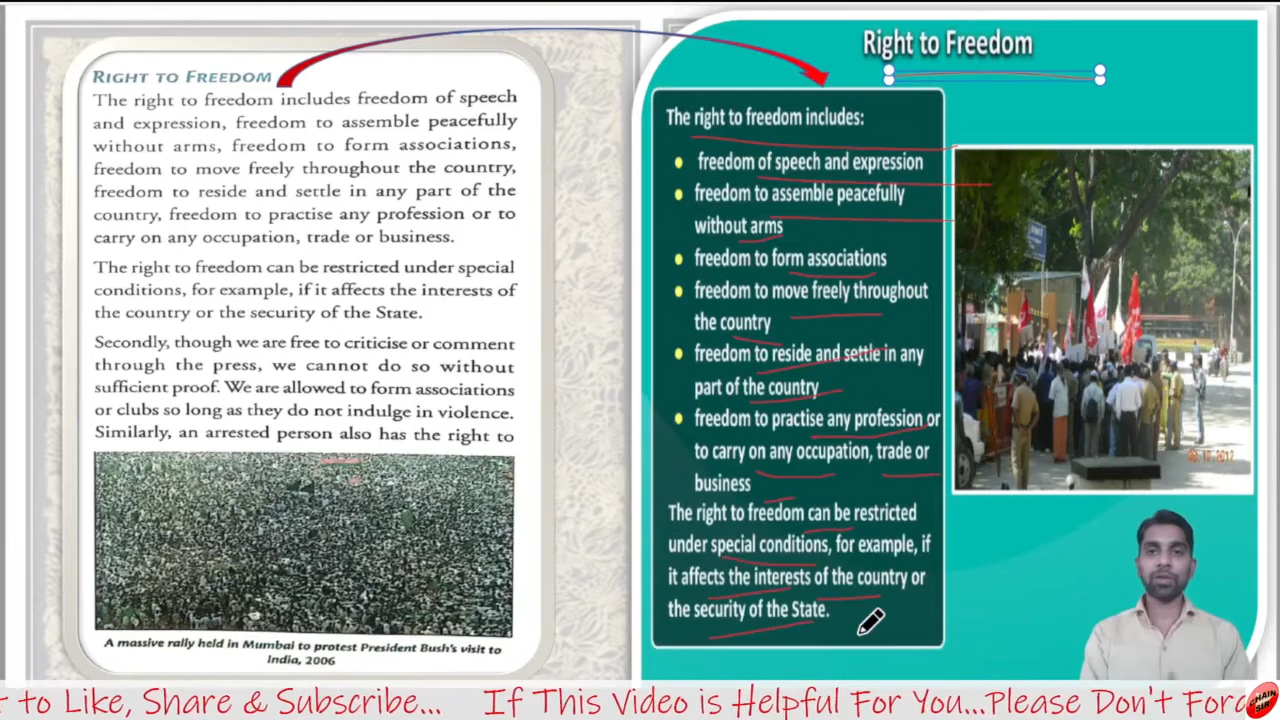 RIGHT TO FREEDOM
The right to freedom includes freedom of speech
and expression, freedom to assemble peacefully
without arms, freedom to form associations,
freedom to move freely throughout the country,
freedom to reside and settle in any part of the
country, freedom to practise any profession or to
carry on any occupation, trade or business.
The right to freedom can be restricted under special
conditions, for example, if it affects the interests of
the country or the security of the State.
Secondly, though we are free to criticise or comment
through the press, we cannot do so without
sufficient proof. We are allowed to form associations
or clubs so long as they do not indulge in violence.
Similarly, an arrested person also has the right to
A massive rally held in Mumbai to protest President Bush's visit to
India, 2006
Right to Freedom
The right to freedom includes:
freedom of speech and expression
freedom to assemble peacefully
without arms
freedom to form associations
freedom to move freely throughout
the country
freedom to reside and settle in any
part of the country
freedom to practise any profession or
to carry on any occupation, trade or
business
The right to freedom can be restricted
under special conditions, for example, if
it affects the interests of the country or
the security of the State.
t to Like, Share & Subscribe... If This Video is Helpful For You...Please Don't Forg
CHAIN
SIR